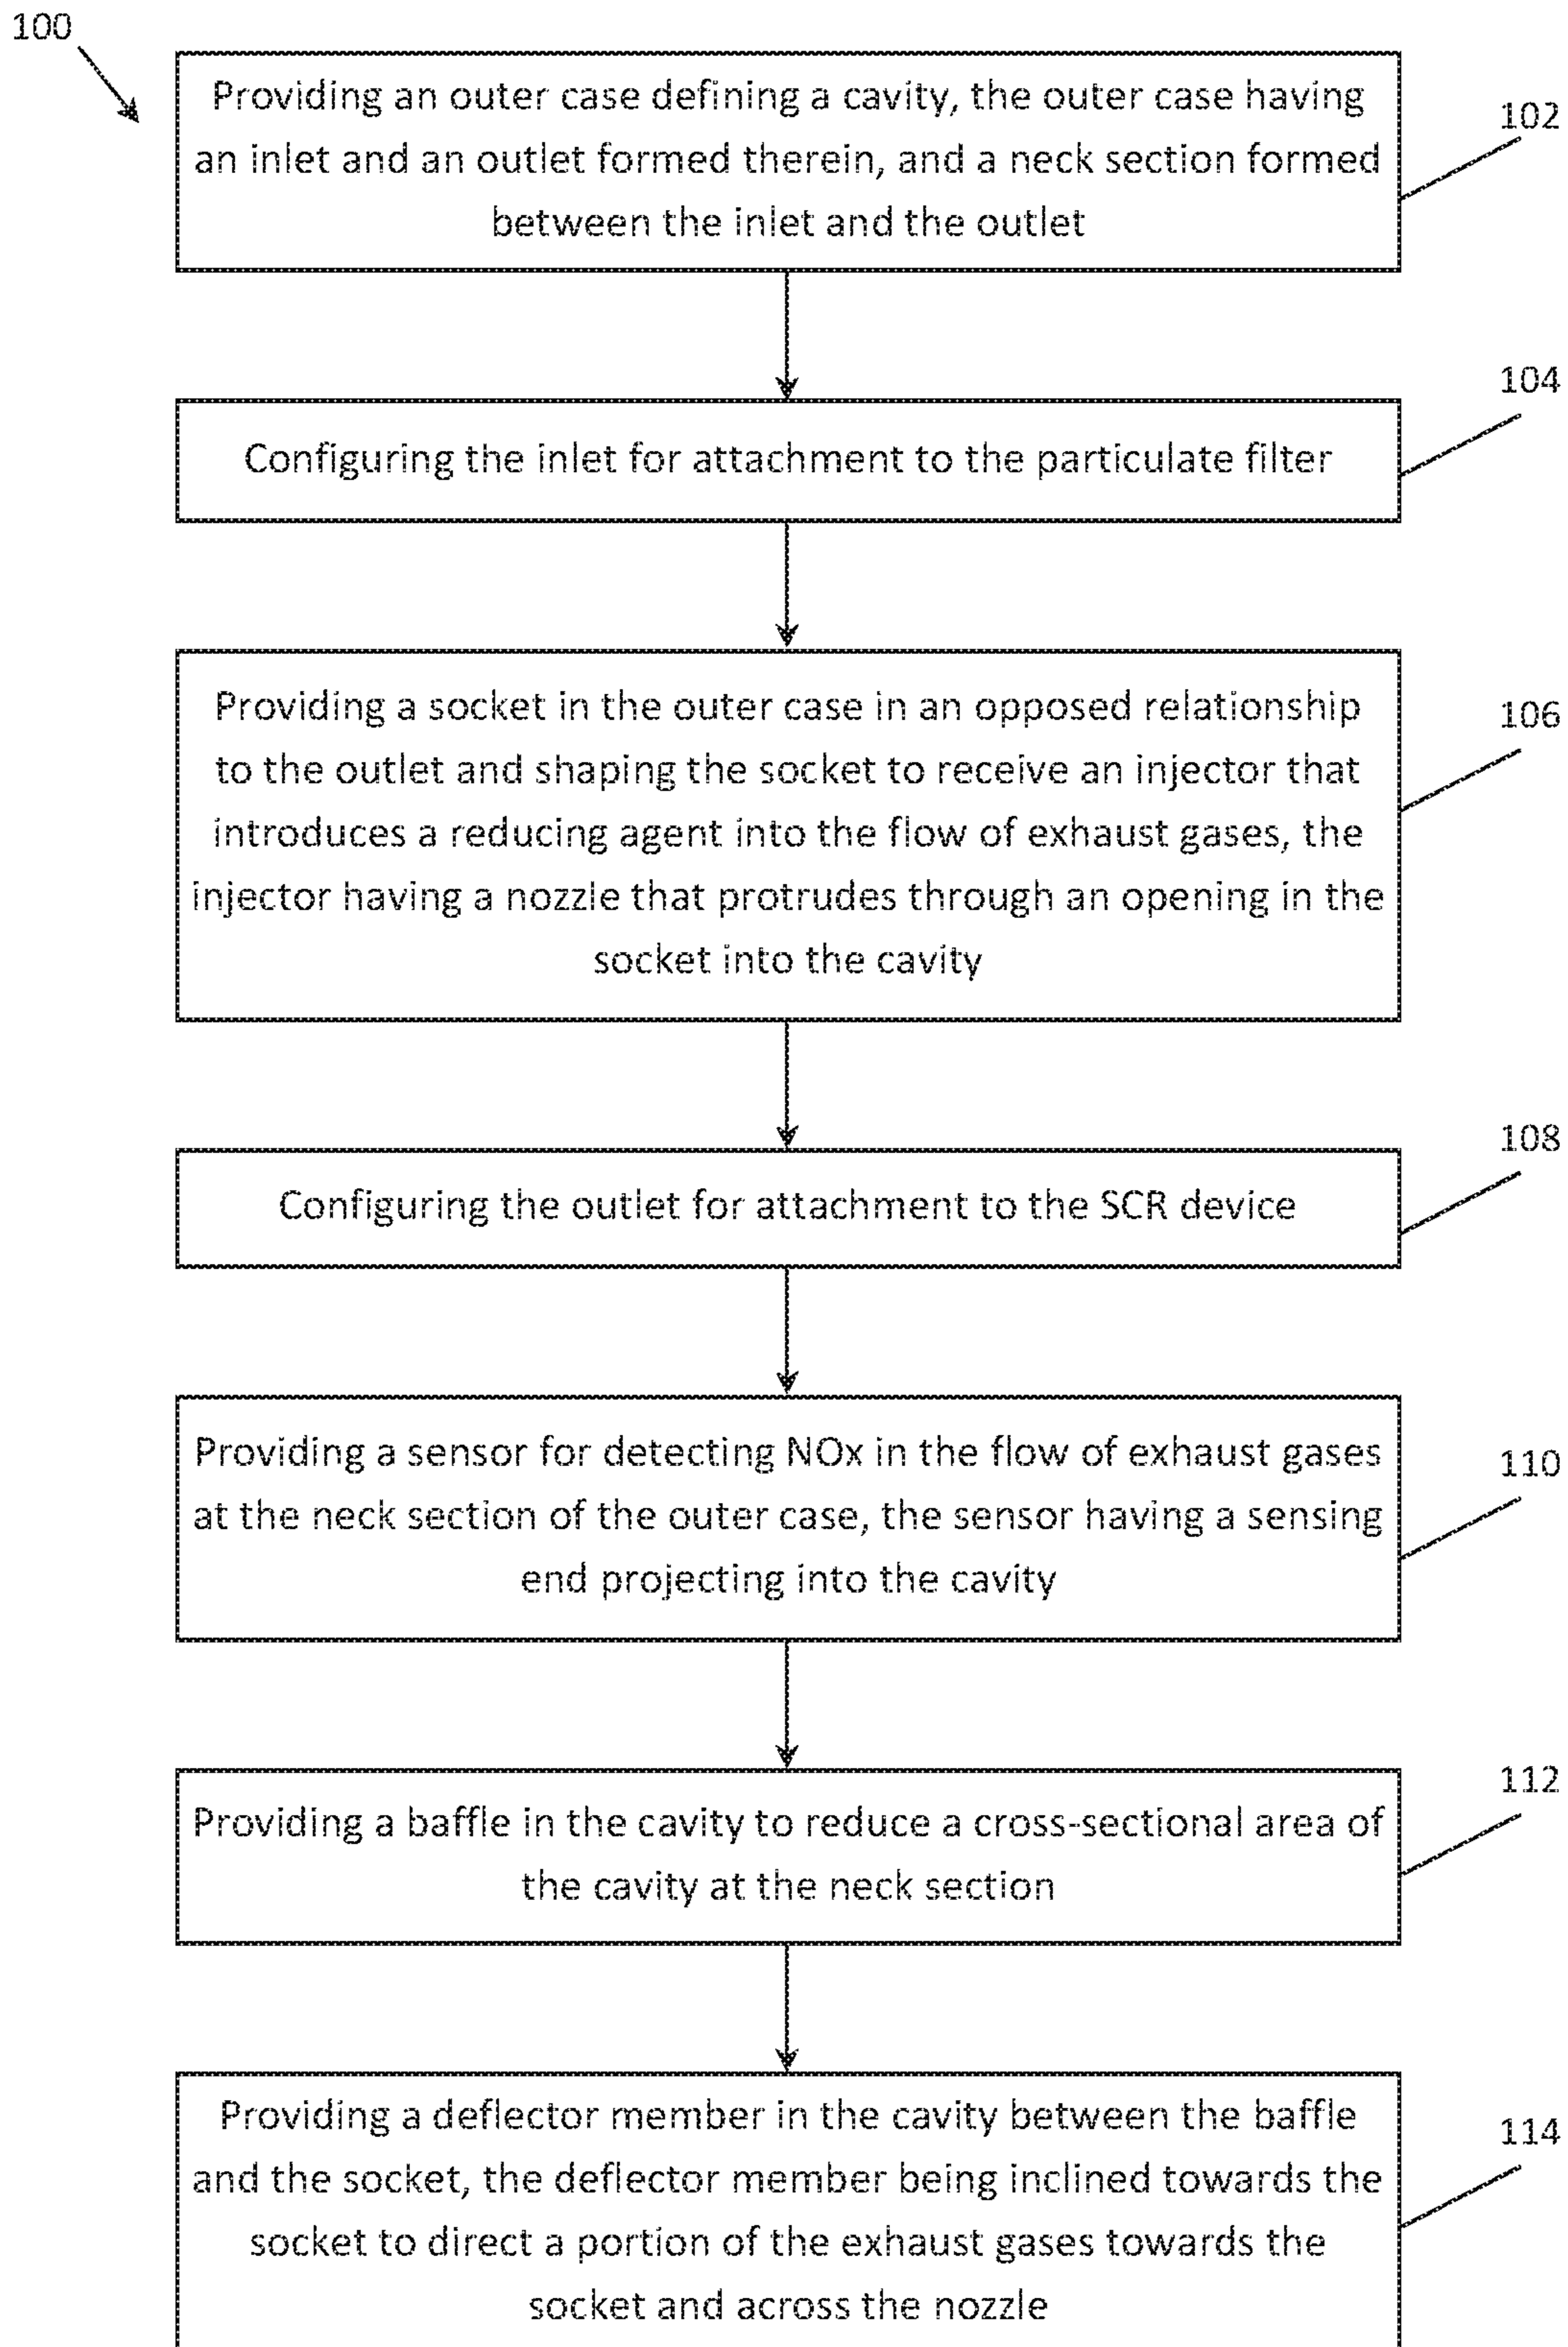 100
Providing an outer case defining a cavity, the outer case having
an inlet and an outlet formed therein, and a neck section formed
between the inlet and the outlet
102
Configuring the inlet for attachment to the particulate filter
104
Providing a socket in the outer case in an opposed relationship
to the outlet and shaping the socket to receive an injector that
introduces a reducing agent into the flow of exhaust gases, the
injector having a nozzle that protrudes through an opening in the
socket into the cavity
106
Configuring the outlet for attachment to the SCR device
108
Providing a sensor for detecting NOx in the flow of exhaust gases
at the neck section of the outer case, the sensor having a sensing
end projecting into the cavity
110
Providing a baffle in the cavity to reduce a cross-sectional area of
the cavity at the neck section
112
Providing a deflector member in the cavity between the baffle
and the socket, the deflector member being inclined towards the
socket to direct a portion of the exhaust gases towards the
socket and across the nozzle
114